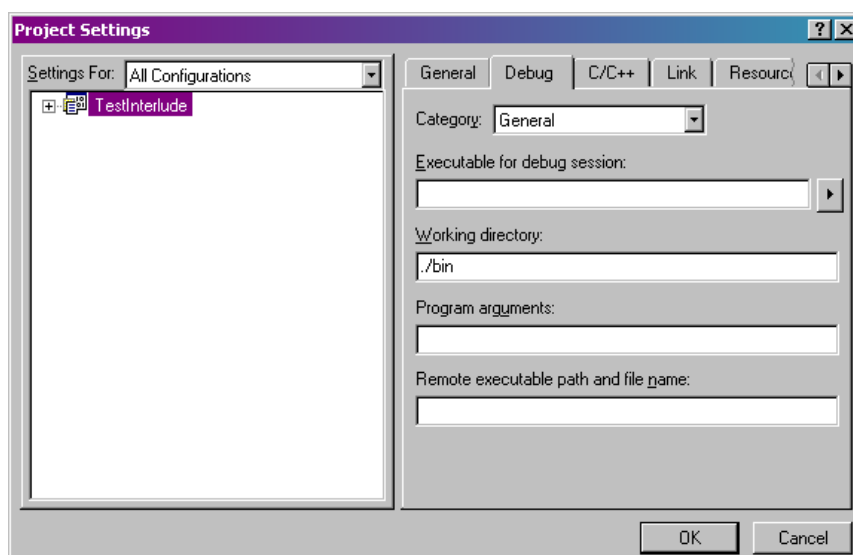 Project Settings
Settings For: All Configurations
TestInterlude
General Debug C/C++ Link Resourc
Category: General
Executable for debug session:
Working directory:
./bin
Program arguments:
Remote executable path and file name:
OK Cancel